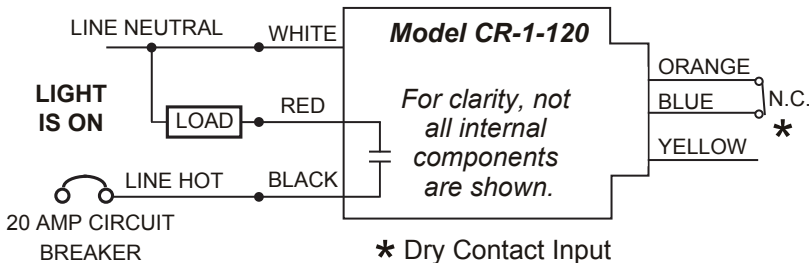 LINE NEUTRAL
WHITE
Model CR-1-120
ORANGE
LIGHT
IS ON
For clarity, not
all internal
components
are shown.
N.C.
*
BLUE
LOAD
RED
YELLOW
LINE HOT
BLACK
20 AMP CIRCUIT
BREAKER
* Dry Contact Input